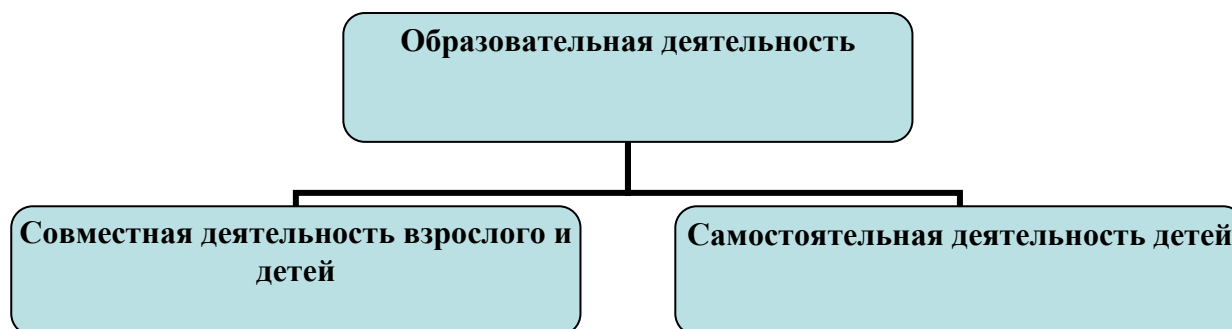 Образовательная деятельность
Совместная деятельность взрослого и
детей
Самостоятельная деятельность детей